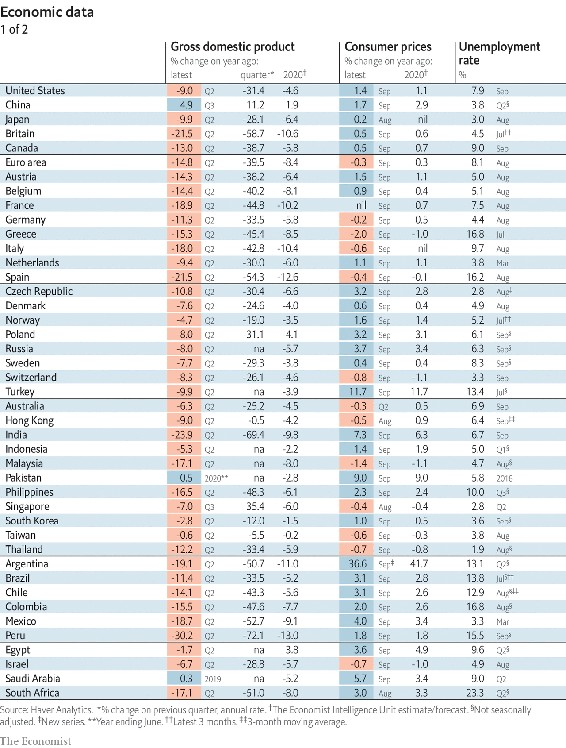 Economic data
1 of 2
Gross domestic product Consumer prices Unemployment rate
% change on year ago: % change on year ago: %
latest quarter* 2020† latest 2020†
United States -9.0 Q2 -31.4 -4.6 1.4 Sep 1.1 7.9 Sep
China 4.9 Q3 11.2 1.9 1.7 Sep 2.9 3.8 Q2§
Japan 9.9 Q2 28.1 6.4 0.2 Aug nil 3.0 Aug
Britain -21.5 Q2 -58.7 -10.6 0.5 Sep 0.6 4.5 Jul††
Canada -13.0 Q2 -38.7 -5.8 0.5 Sep 0.7 9.0 Sep
Euro area -14.8 Q2 -39.5 -8.4 -0.3 Sep 0.3 8.1 Aug
Austria -14.3 Q2 -38.2 -6.4 1.5 Sep 1.1 5.0 Aug
Belgium -14.4 Q2 -40.2 -8.1 0.9 Sep 0.4 5.1 Aug
France -18.9 Q2 -44.8 -10.2 nil Sep 0.7 7.5 Aug
Germany -11.3 Q2 -33.5 -5.8 -0.2 Sep 0.5 4.4 Aug
Greece -15.3 Q2 -45.4 -8.5 -2.0 Sep -1.0 16.8 Jul
Italy -18.0 Q2 -42.8 -10.4 -0.6 Sep nil 9.7 Aug
Netherlands -9.4 Q2 -30.0 -6.0 1.1 Sep 1.1 3.8 Mar
Spain -21.5 Q2 -54.3 -12.6 -0.4 Sep -0.1 16.2 Aug
Czech Republic -10.8 Q2 -30.4 -6.6 3.2 Sep 2.8 2.8 Aug‡
Denmark -7.6 Q2 -24.6 -4.0 0.6 Sep 0.4 4.9 Aug
Norway -4.7 Q2 -19.0 -3.5 1.6 Sep 1.4 5.2 Jul‡‡
Poland 8.0 Q2 31.1 4.1 3.2 Sep 3.1 6.1 Sep§
Russia -8.0 Q2 na -5.7 3.7 Sep 3.4 6.3 Sep§
Sweden -7.7 Q2 -29.3 -3.8 0.4 Sep 0.4 8.3 Sep§
Switzerland 8.3 Q2 26.1 4.6 0.8 Sep 1.1 3.3 Sep
Turkey -9.9 Q2 na -3.9 11.7 Sep 11.7 13.4 Jul§
Australia -6.3 Q2 -25.2 -4.5 -0.3 Q2 0.5 6.9 Sep
Hong Kong -9.0 Q2 -0.5 -4.2 -0.5 Aug 0.9 6.4 Sep‡‡
India -23.9 Q2 -69.4 -9.8 7.3 Sep 6.3 6.7 Sep
Indonesia -5.3 Q2 na -2.2 1.4 Sep 1.9 5.0 Q1§
Malaysia -17.1 Q2 na -8.0 -1.4 Sep -1.1 4.7 Aug§
Pakistan 0.5 2020** na -2.8 9.0 Sep 9.0 5.8 2018
Philippines -16.5 Q2 -48.3 -6.1 2.3 Sep 2.4 10.0 Q3§
Singapore -7.0 Q3 35.4 -6.0 -0.4 Aug -0.4 2.8 Q2
South Korea -2.8 Q2 -12.0 -1.5 1.0 Sep 0.5 3.6 Sep§
Taiwan 0.6 Q2 5.5 0.2 0.6 Sep 0.3 3.8 Aug
Thailand -12.2 Q2 -33.4 -5.9 -0.7 Sep -0.8 1.9 Aug§
Argentina -19.1 Q2 -50.7 -11.0 36.6 Sep‡ 41.7 13.1 Q2§
Brazil -11.4 Q2 -33.5 -5.2 3.1 Sep 2.8 13.8 Jul§††
Chile -14.1 Q2 -43.3 -5.6 3.1 Sep 2.6 12.9 Aug§‡‡
Colombia -15.5 Q2 -47.6 -7.7 2.0 Sep 2.6 16.8 Aug§
Mexico -18.7 Q2 -52.7 -9.1 4.0 Sep 3.4 3.3 Mar
Peru -30.2 Q2 -72.1 -13.0 1.8 Sep 1.8 15.5 Sep§
Egypt -1.7 Q2 na 3.8 3.6 Sep 4.9 9.6 Q2§
Israel -6.7 Q2 -28.8 -5.7 -0.7 Sep -1.0 4.9 Aug
Saudi Arabia 0.3 2019 na -5.2 5.7 Sep 3.4 9.0 Q2
South Africa -17.1 Q2 -51.0 -8.0 3.0 Aug 3.3 23.3 Q2§
Source: Haver Analytics. *% change on previous quarter, annual rate. †The Economist Intelligence Unit estimate/forecast. §Not seasonally
adjusted. ‡New series. **Year ending June. ††Latest 3 months. ‡‡3-month moving average.
The Economist